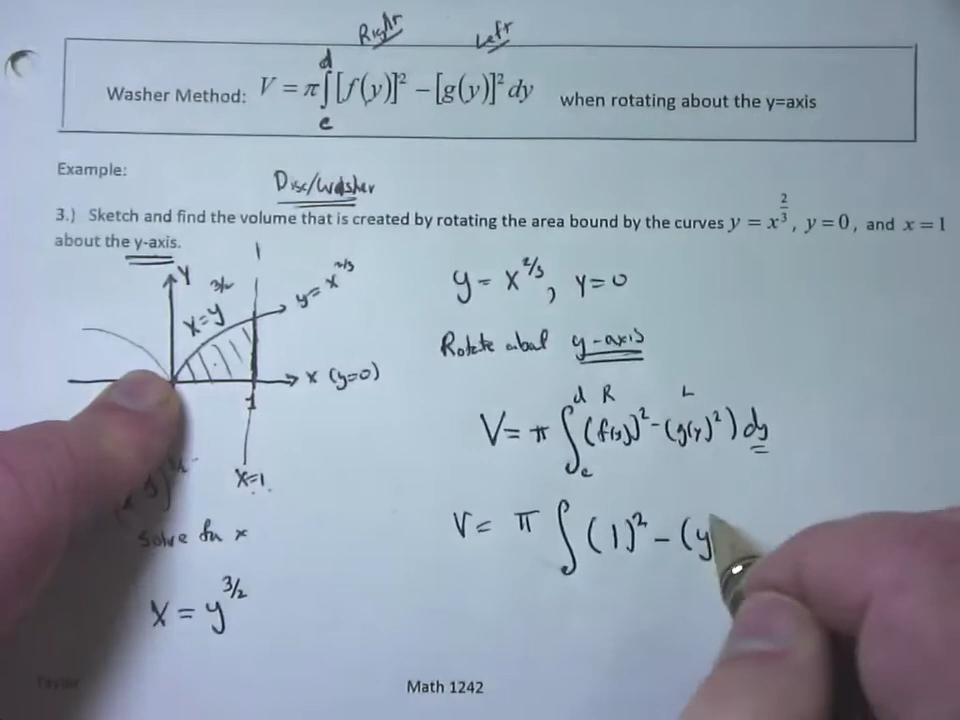 Right Left
Washer Method: V = π∫[f(y)]² − [g(y)]² dy when rotating about the y=axis
d
c
Example:
Disc/Washer
3.) Sketch and find the volume that is created by rotating the area bound by the curves y = x^(2/3), y = 0, and x = 1
about the y-axis.
1
Y
x = y^(3/2)
y = x^(2/3)
x (y=0)
1
x=1
y = x^(2/3), y=0
Rotate about y-axis
d R L
V = π ∫ (f(y))² − (g(y)²) dy
c
V = π ∫ (1)² − (y
Solve for x
x = y^(3/2)
Math 1242